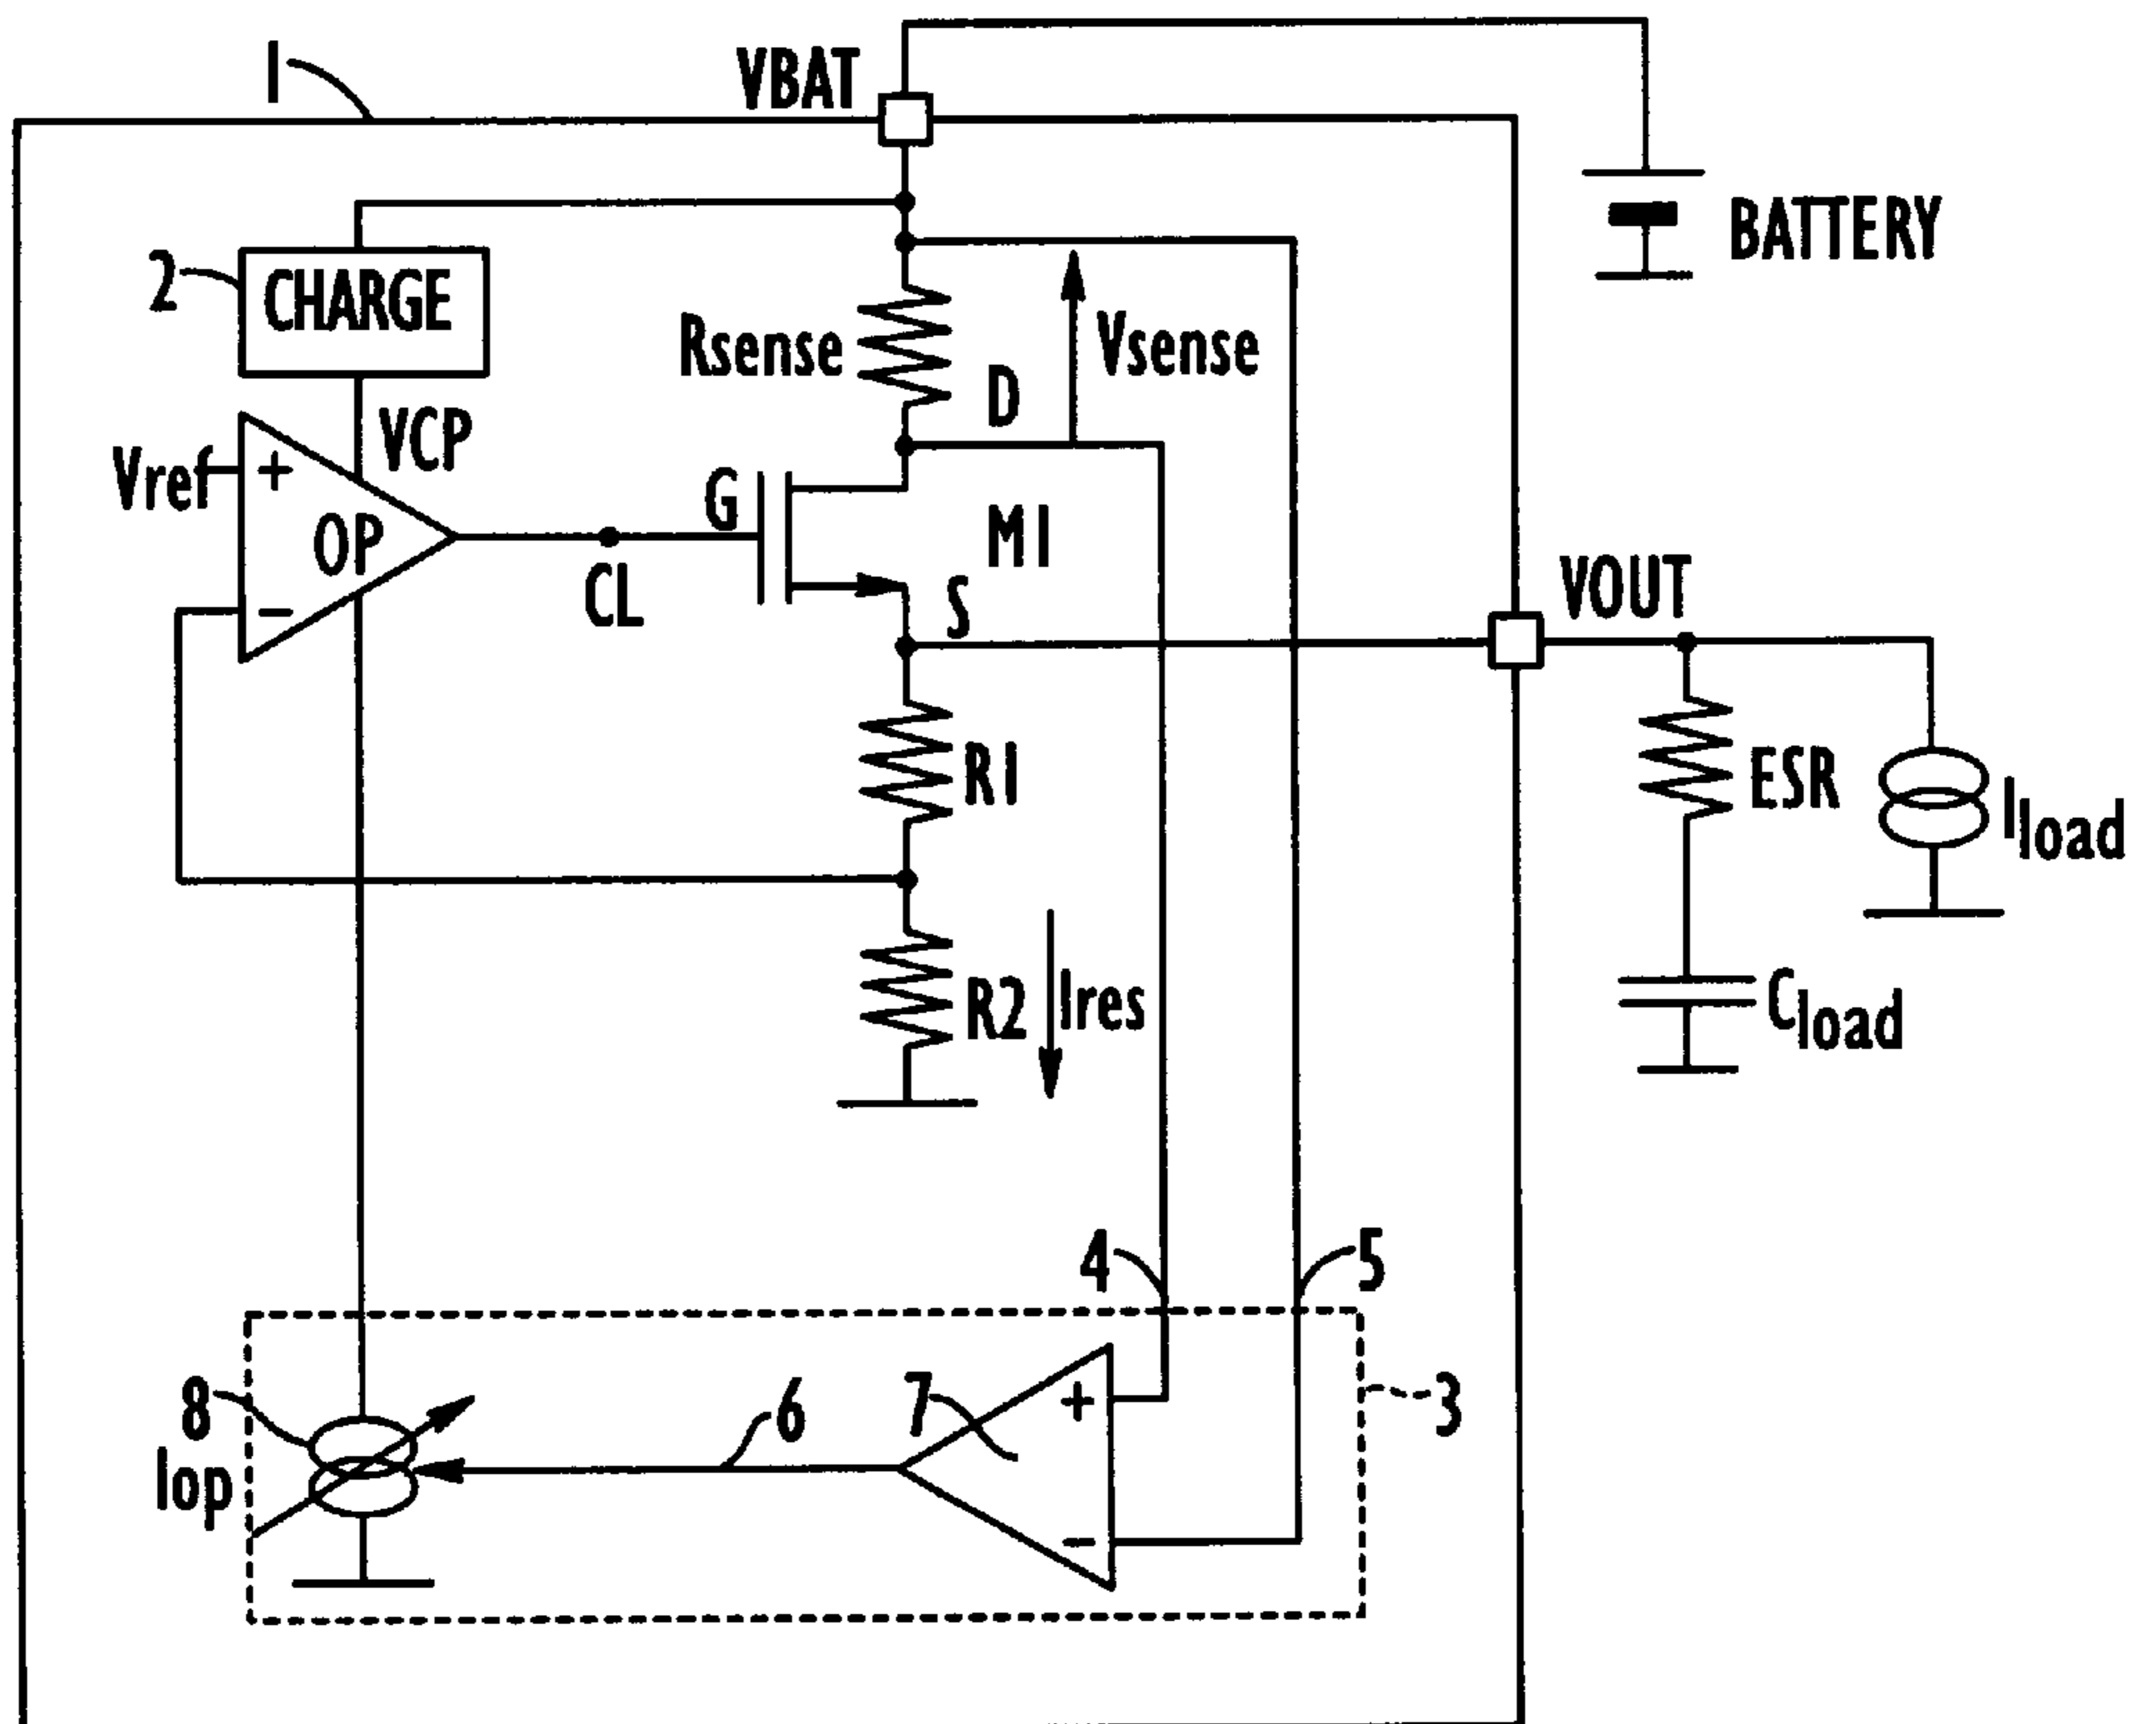 1
VBAT
BATTERY
2
CHARGE
Rsense
Vsense
D
VCP
Vref
+
OP
−
G
M1
CL
S
VOUT
R1
ESR
Iload
R2
Ires
Cload
4
5
3
8
Iop
6
7
+
−